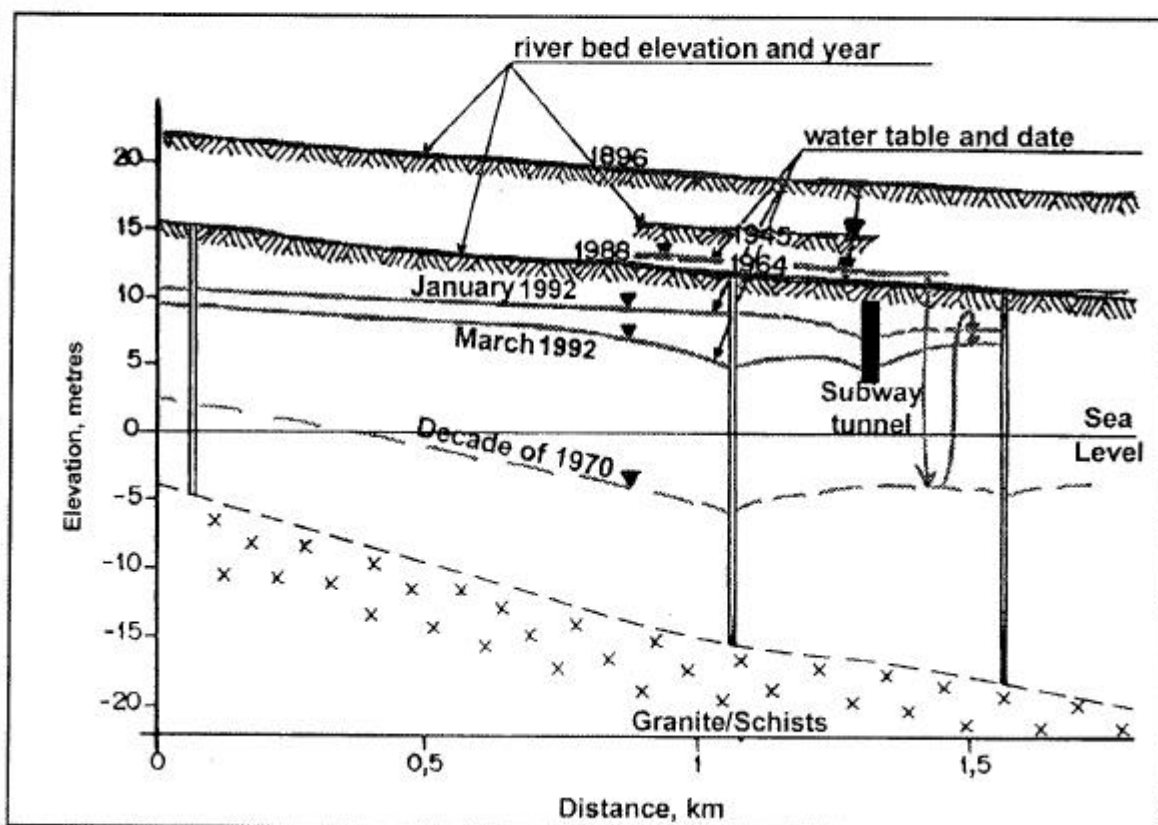 river bed elevation and year
water table and date
20
15
10
5
0
-5
-10
-15
-20
Elevation, metres
1896
1945
1988
1964
January 1992
March 1992
Subway
tunnel
Sea
Level
Decade of 1970
Granite/Schists
0
0,5
1
1,5
Distance, km